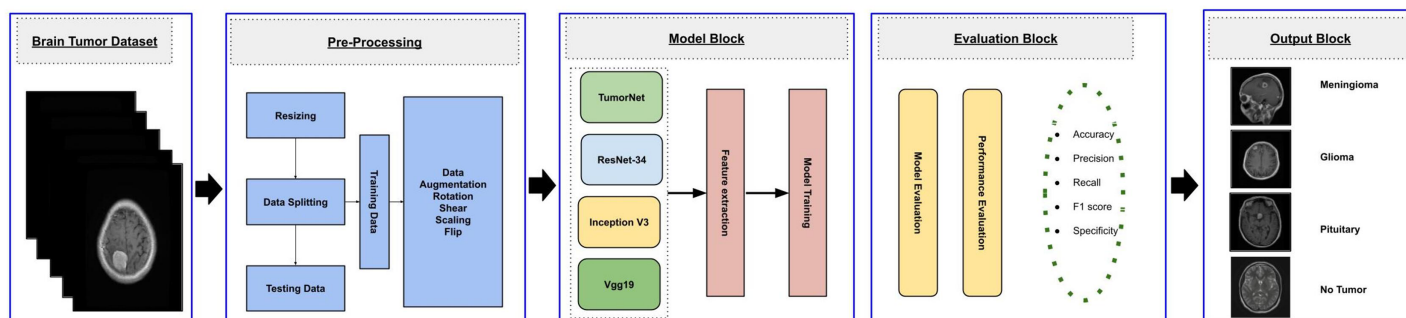 Brain Tumor Dataset
Pre-Processing
Resizing
Data Splitting
Testing Data
Training Data
Data
Augmentation
Rotation
Shear
Scaling
Flip
Model Block
TumorNet
ResNet-34
Inception V3
Vgg19
Feature extraction
Model Training
Evaluation Block
Model Evaluation
Performance Evaluation
• Accuracy
• Precision
• Recall
• F1 score
• Specificity
Output Block
Meningioma
Glioma
Pituitary
No Tumor